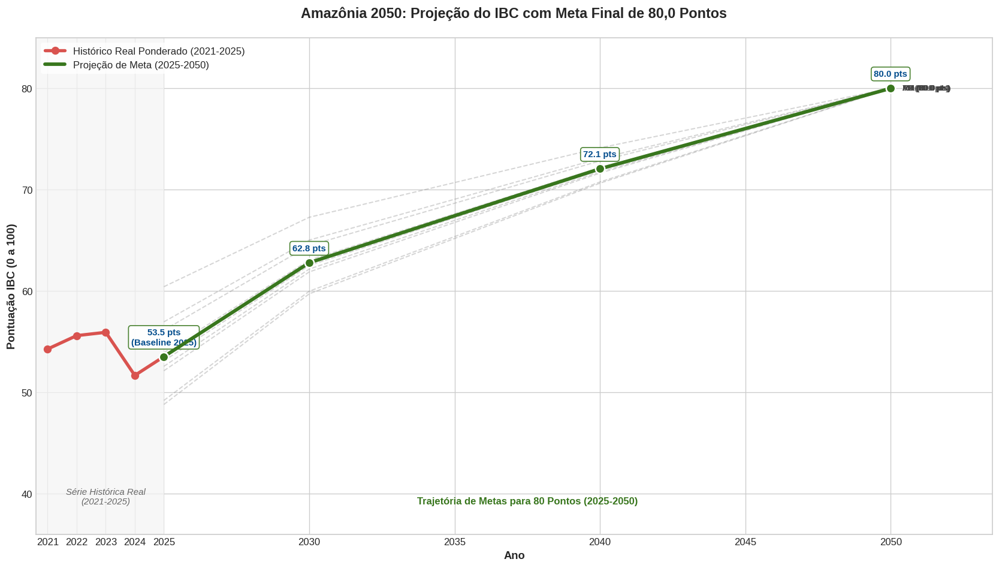 Amazônia 2050: Projeção do IBC com Meta Final de 80,0 Pontos
Histórico Real Ponderado (2021-2025)
Projeção de Meta (2025-2050)
80.0 pts
80
72.1 pts
70
62.8 pts
60
53.5 pts
(Baseline 2025)
50
40
Pontuação IBC (0 a 100)
Série Histórica Real
(2021-2025)
Trajetória de Metas para 80 Pontos (2025-2050)
2021 2022 2023 2024 2025 2030 2035 2040 2045 2050
Ano